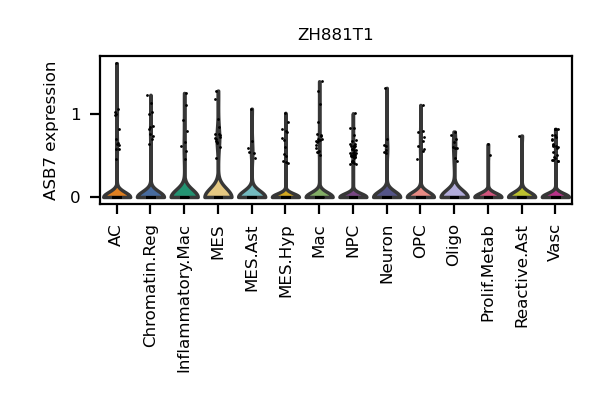 ZH881T1
ASB7 expression
1
0
AC
Chromatin.Reg
Inflammatory.Mac
MES
MES.Ast
MES.Hyp
Mac
NPC
Neuron
OPC
Oligo
Prolif.Metab
Reactive.Ast
Vasc